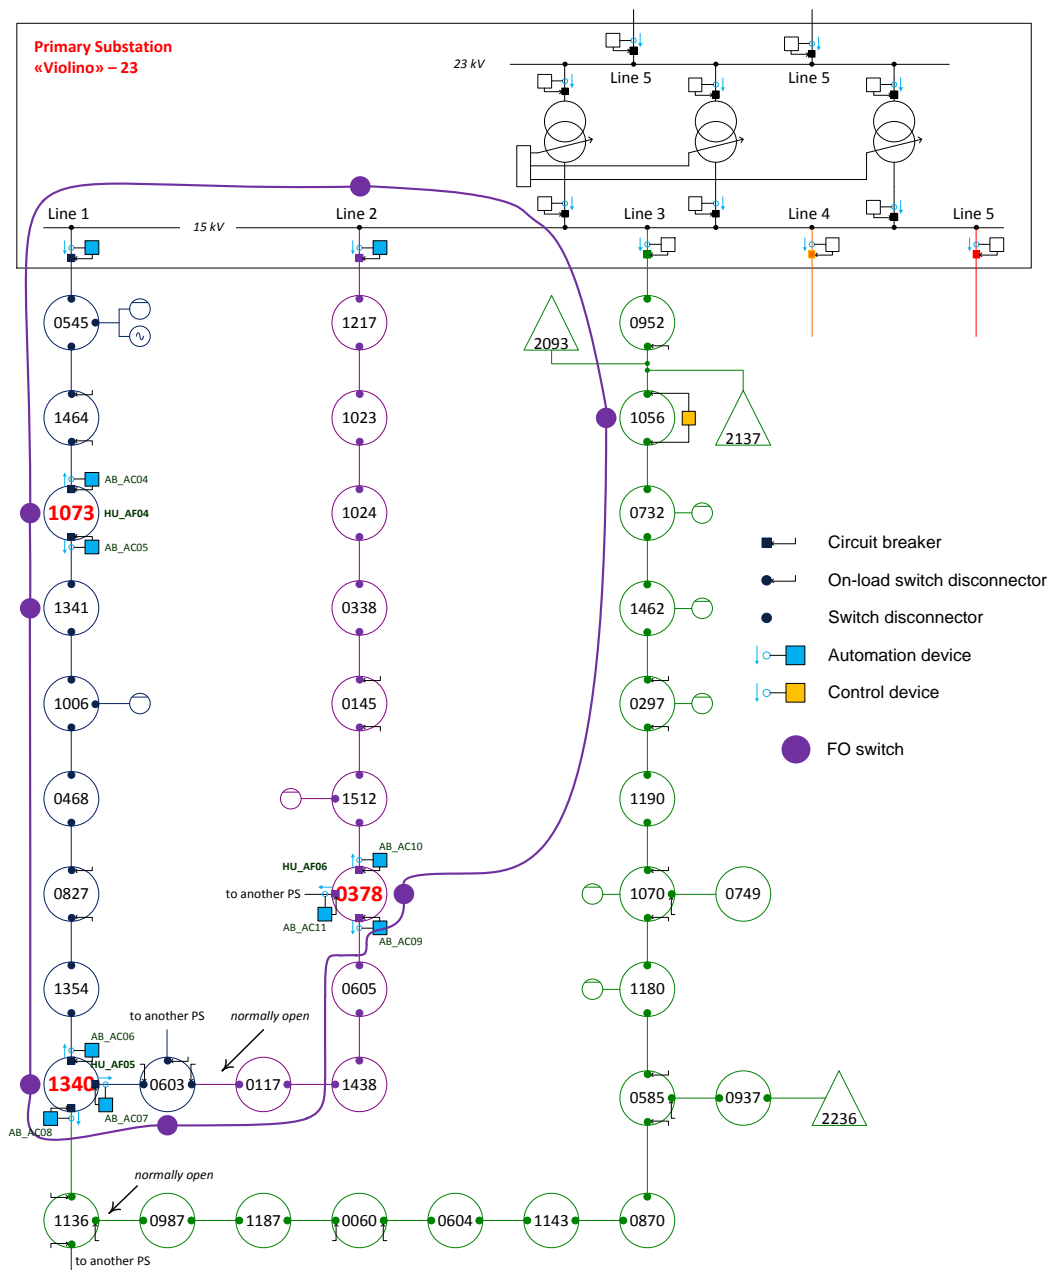 Primary Substation
«Violino» – 23
23 kV
Line 5
Line 5
Line 1
15 kV
Line 2
Line 3
Line 4
Line 5
0545
1217
0952
2093
1464
1023
1056
2137
AB_AC04
1073
HU_AF04
1024
0732
AB_AC05
Circuit breaker
On-load switch disconnector
1341
0338
1462
Switch disconnector
Automation device
1006
0145
0297
Control device
FO switch
0468
1512
1190
AB_AC10
HU_AF06
0827
to another PS
0378
1070
0749
AB_AC11
AB_AC09
1354
0605
1180
to another PS
normally open
AB_AC06
HU_AF05
1340
0603
0117
1438
0585
0937
2236
AB_AC07
AB_AC08
normally open
1136
0987
1187
0060
0604
1143
0870
to another PS